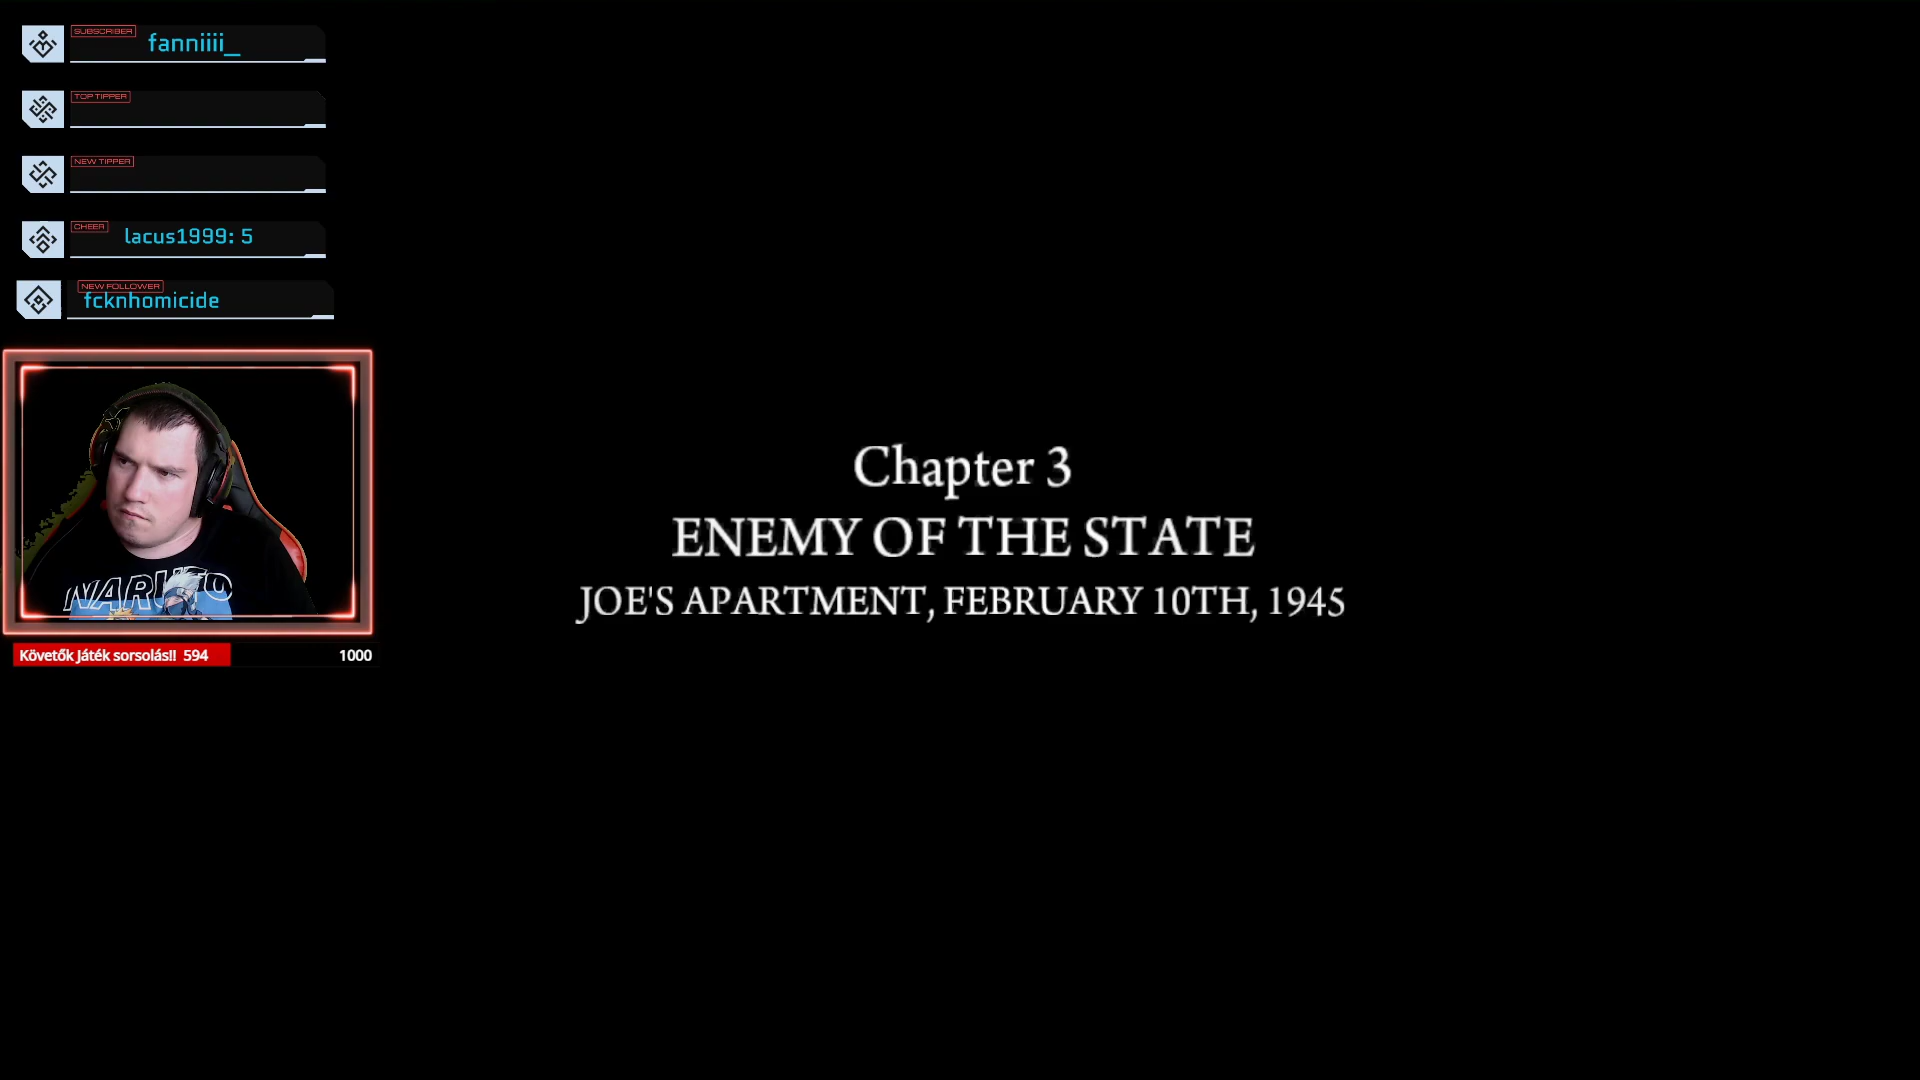 SUBSCRIBER
fanniiii_
TOP TIPPER
NEW TIPPER
CHEER
lacus1999: 5
NEW FOLLOWER
fcknhomicide
NARUTO
Követők Játék sorsolás!! 594 1000
Chapter 3
ENEMY OF THE STATE
JOE'S APARTMENT, FEBRUARY 10TH, 1945